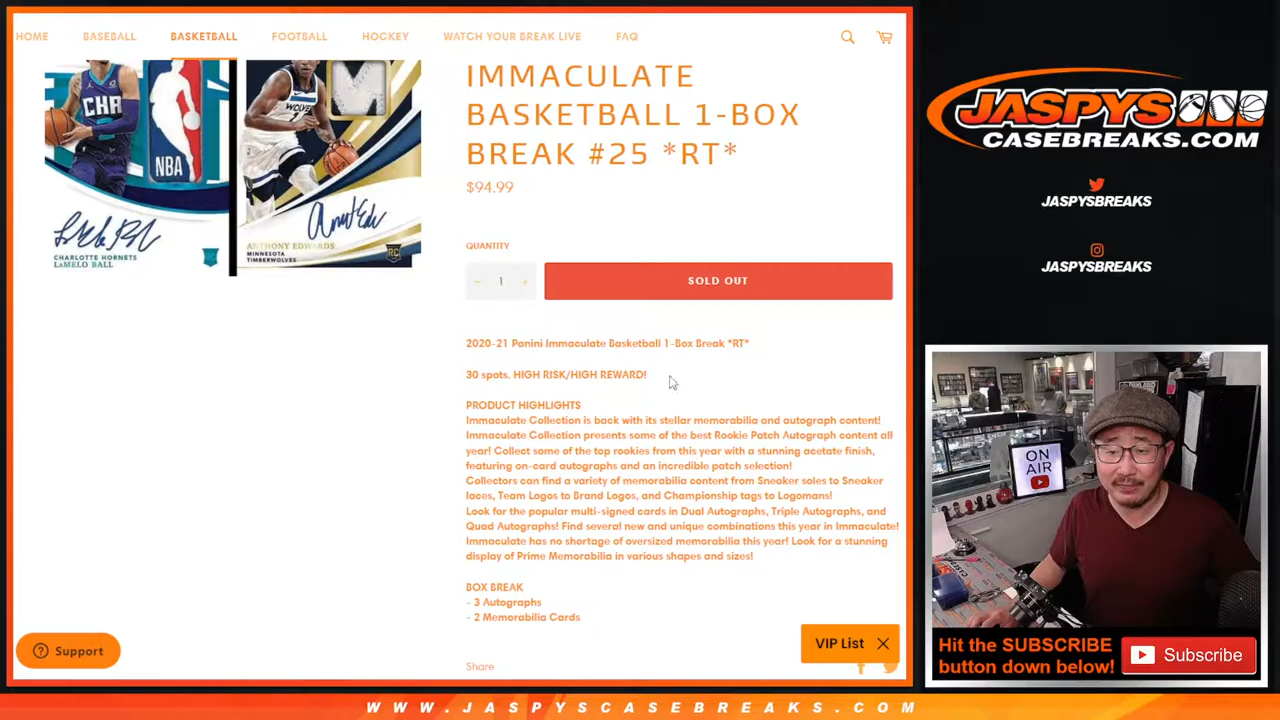 HOME BASEBALL BASKETBALL FOOTBALL HOCKEY WATCH YOUR BREAK LIVE FAQ
CHA
NBA
WOLVES
CHARLOTTE HORNETS
LaMELO BALL
ANTHONY EDWARDS
MINNESOTA
TIMBERWOLVES
RC
IMMACULATE
BASKETBALL 1-BOX
BREAK #25 *RT*
$94.99
QUANTITY
− 1 +
SOLD OUT
2020-21 Panini Immaculate Basketball 1-Box Break *RT*
30 spots. HIGH RISK/HIGH REWARD!
PRODUCT HIGHLIGHTS
Immaculate Collection is back with its stellar memorabilia and autograph content!
Immaculate Collection presents some of the best Rookie Patch Autograph content all
year! Collect some of the top rookies from this year with a stunning acetate finish,
featuring on-card autographs and an incredible patch selection!
Collectors can find a variety of memorabilia content from Sneaker soles to Sneaker
laces, Team Logos to Brand Logos, and Championship tags to Logomans!
Look for the popular multi-signed cards in Dual Autographs, Triple Autographs, and
Quad Autographs! Find several new and unique combinations this year in Immaculate!
Immaculate has no shortage of oversized memorabilia this year! Look for a stunning
display of Prime Memorabilia in various shapes and sizes!
BOX BREAK
- 3 Autographs
- 2 Memorabilia Cards
Share
Support
VIP List
JASPYS
CASEBREAKS.COM
JASPYSBREAKS
JASPYSBREAKS
ON
AIR
Hit the SUBSCRIBE
button down below!
Subscribe
WWW.JASPYSCASEBREAKS.COM